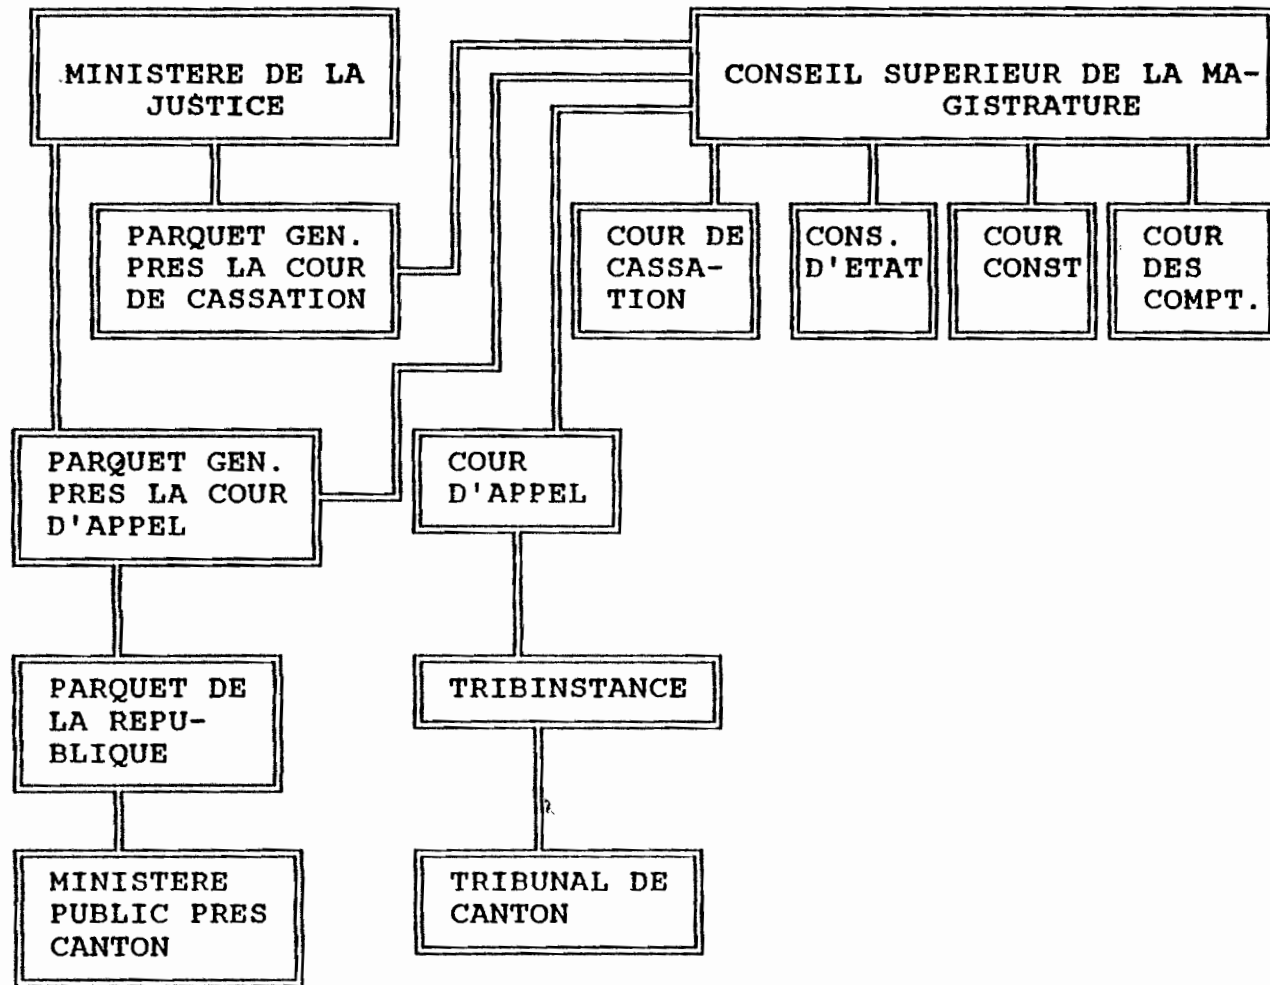 MINISTERE DE LA
JUSTICE
CONSEIL SUPERIEUR DE LA MA-
GISTRATURE
PARQUET GEN.
PRES LA COUR
DE CASSATION
COUR DE
CASSA-
TION
CONS.
D'ETAT
COUR
CONST
COUR
DES
COMPT.
PARQUET GEN.
PRES LA COUR
D'APPEL
COUR
D'APPEL
PARQUET DE
LA REPU-
BLIQUE
TRIBINSTANCE
MINISTERE
PUBLIC PRES
CANTON
TRIBUNAL DE
CANTON